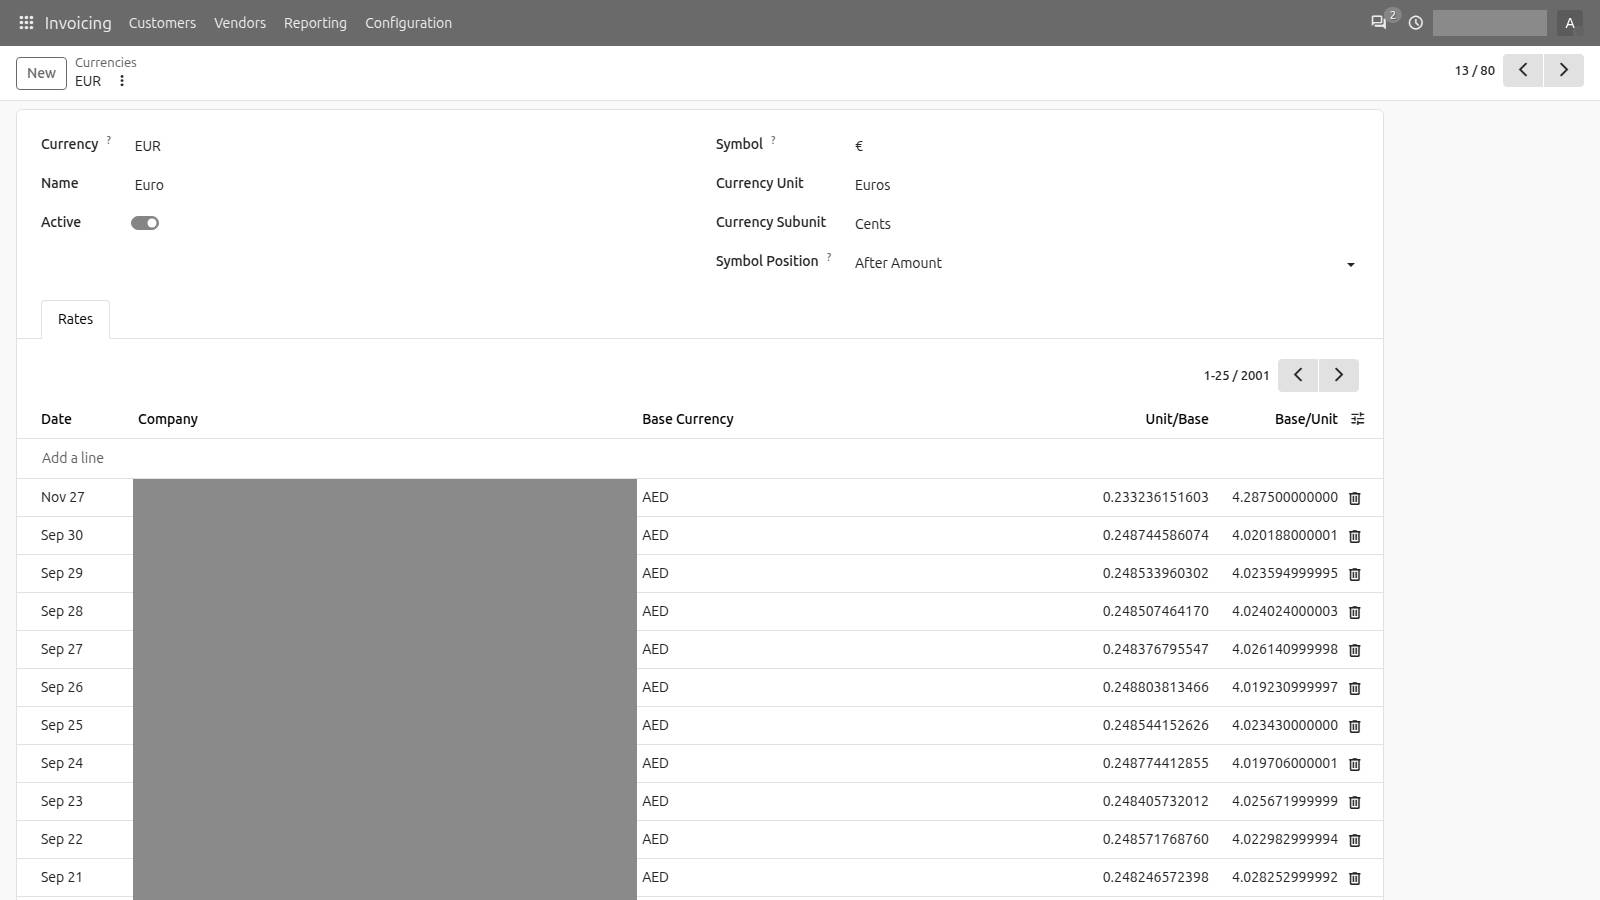 Invoicing Customers Vendors Reporting Configuration 2 A
New Currencies
EUR
13 / 80
Currency ? EUR Symbol ? €
Name Euro Currency Unit Euros
Active Currency Subunit Cents
Symbol Position ? After Amount
Rates
1-25 / 2001
Date Company Base Currency Unit/Base Base/Unit
Add a line
Nov 27 AED 0.233236151603 4.287500000000
Sep 30 AED 0.248744586074 4.020188000001
Sep 29 AED 0.248533960302 4.023594999995
Sep 28 AED 0.248507464170 4.024024000003
Sep 27 AED 0.248376795547 4.026140999998
Sep 26 AED 0.248803813466 4.019230999997
Sep 25 AED 0.248544152626 4.023430000000
Sep 24 AED 0.248774412855 4.019706000001
Sep 23 AED 0.248405732012 4.025671999999
Sep 22 AED 0.248571768760 4.022982999994
Sep 21 AED 0.248246572398 4.028252999992